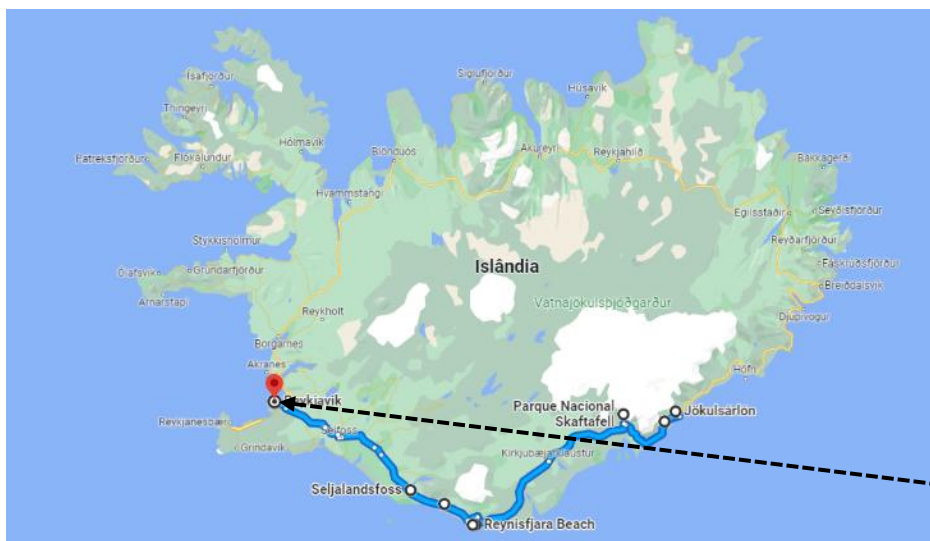 Siglufjörður
Húsavík
Ísafjörður
Thingeyri
Hólmavík
Patreksfjörður
Flókalundur
Blönduós
Akureyri
Reykjahlíð
Bakkagerði
Hvammstangi
Egilsstaðir
Seyðisfjörður
Stykkishólmur
Reyðarfjörður
Grundarfjörður
Fáskrúðsfjörður
Ólafsvík
Islândia
Breiðdalsvík
Arnarstapi
Reykholt
Vatnajökulsþjóðgarður
Djúpivogur
Borgarnes
Akranes
Höfn
Reykjavik
Parque Nacional
Skaftafell
Jökulsárlón
Reykjanesbær
Selfoss
Grindavík
Kirkjubæjarklaustur
Seljalandsfoss
Reynisfjara Beach